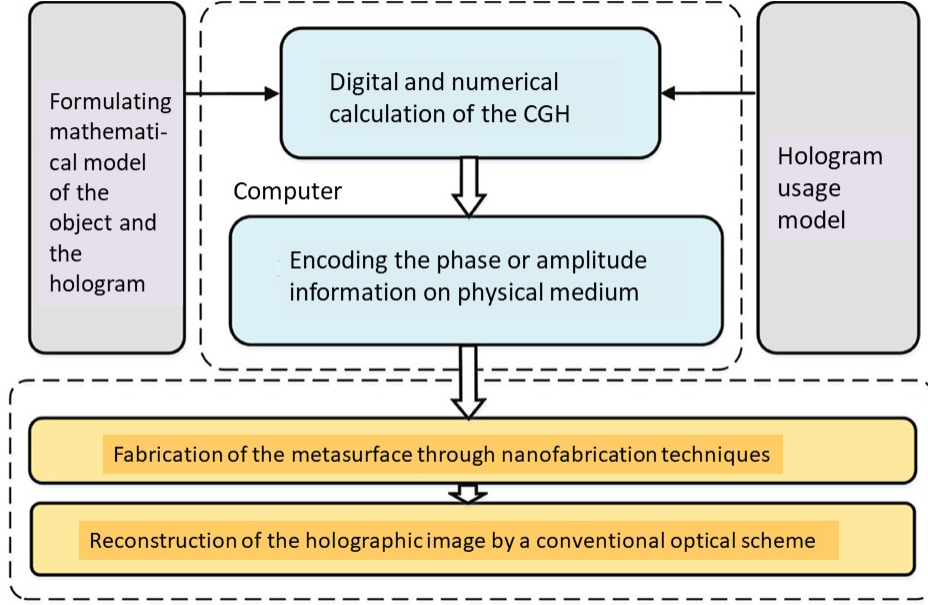 Formulating
mathemati-
cal model
of the
object and
the
hologram
Digital and numerical
calculation of the CGH
Computer
Encoding the phase or amplitude
information on physical medium
Hologram
usage
model
Fabrication of the metasurface through nanofabrication techniques
Reconstruction of the holographic image by a conventional optical scheme